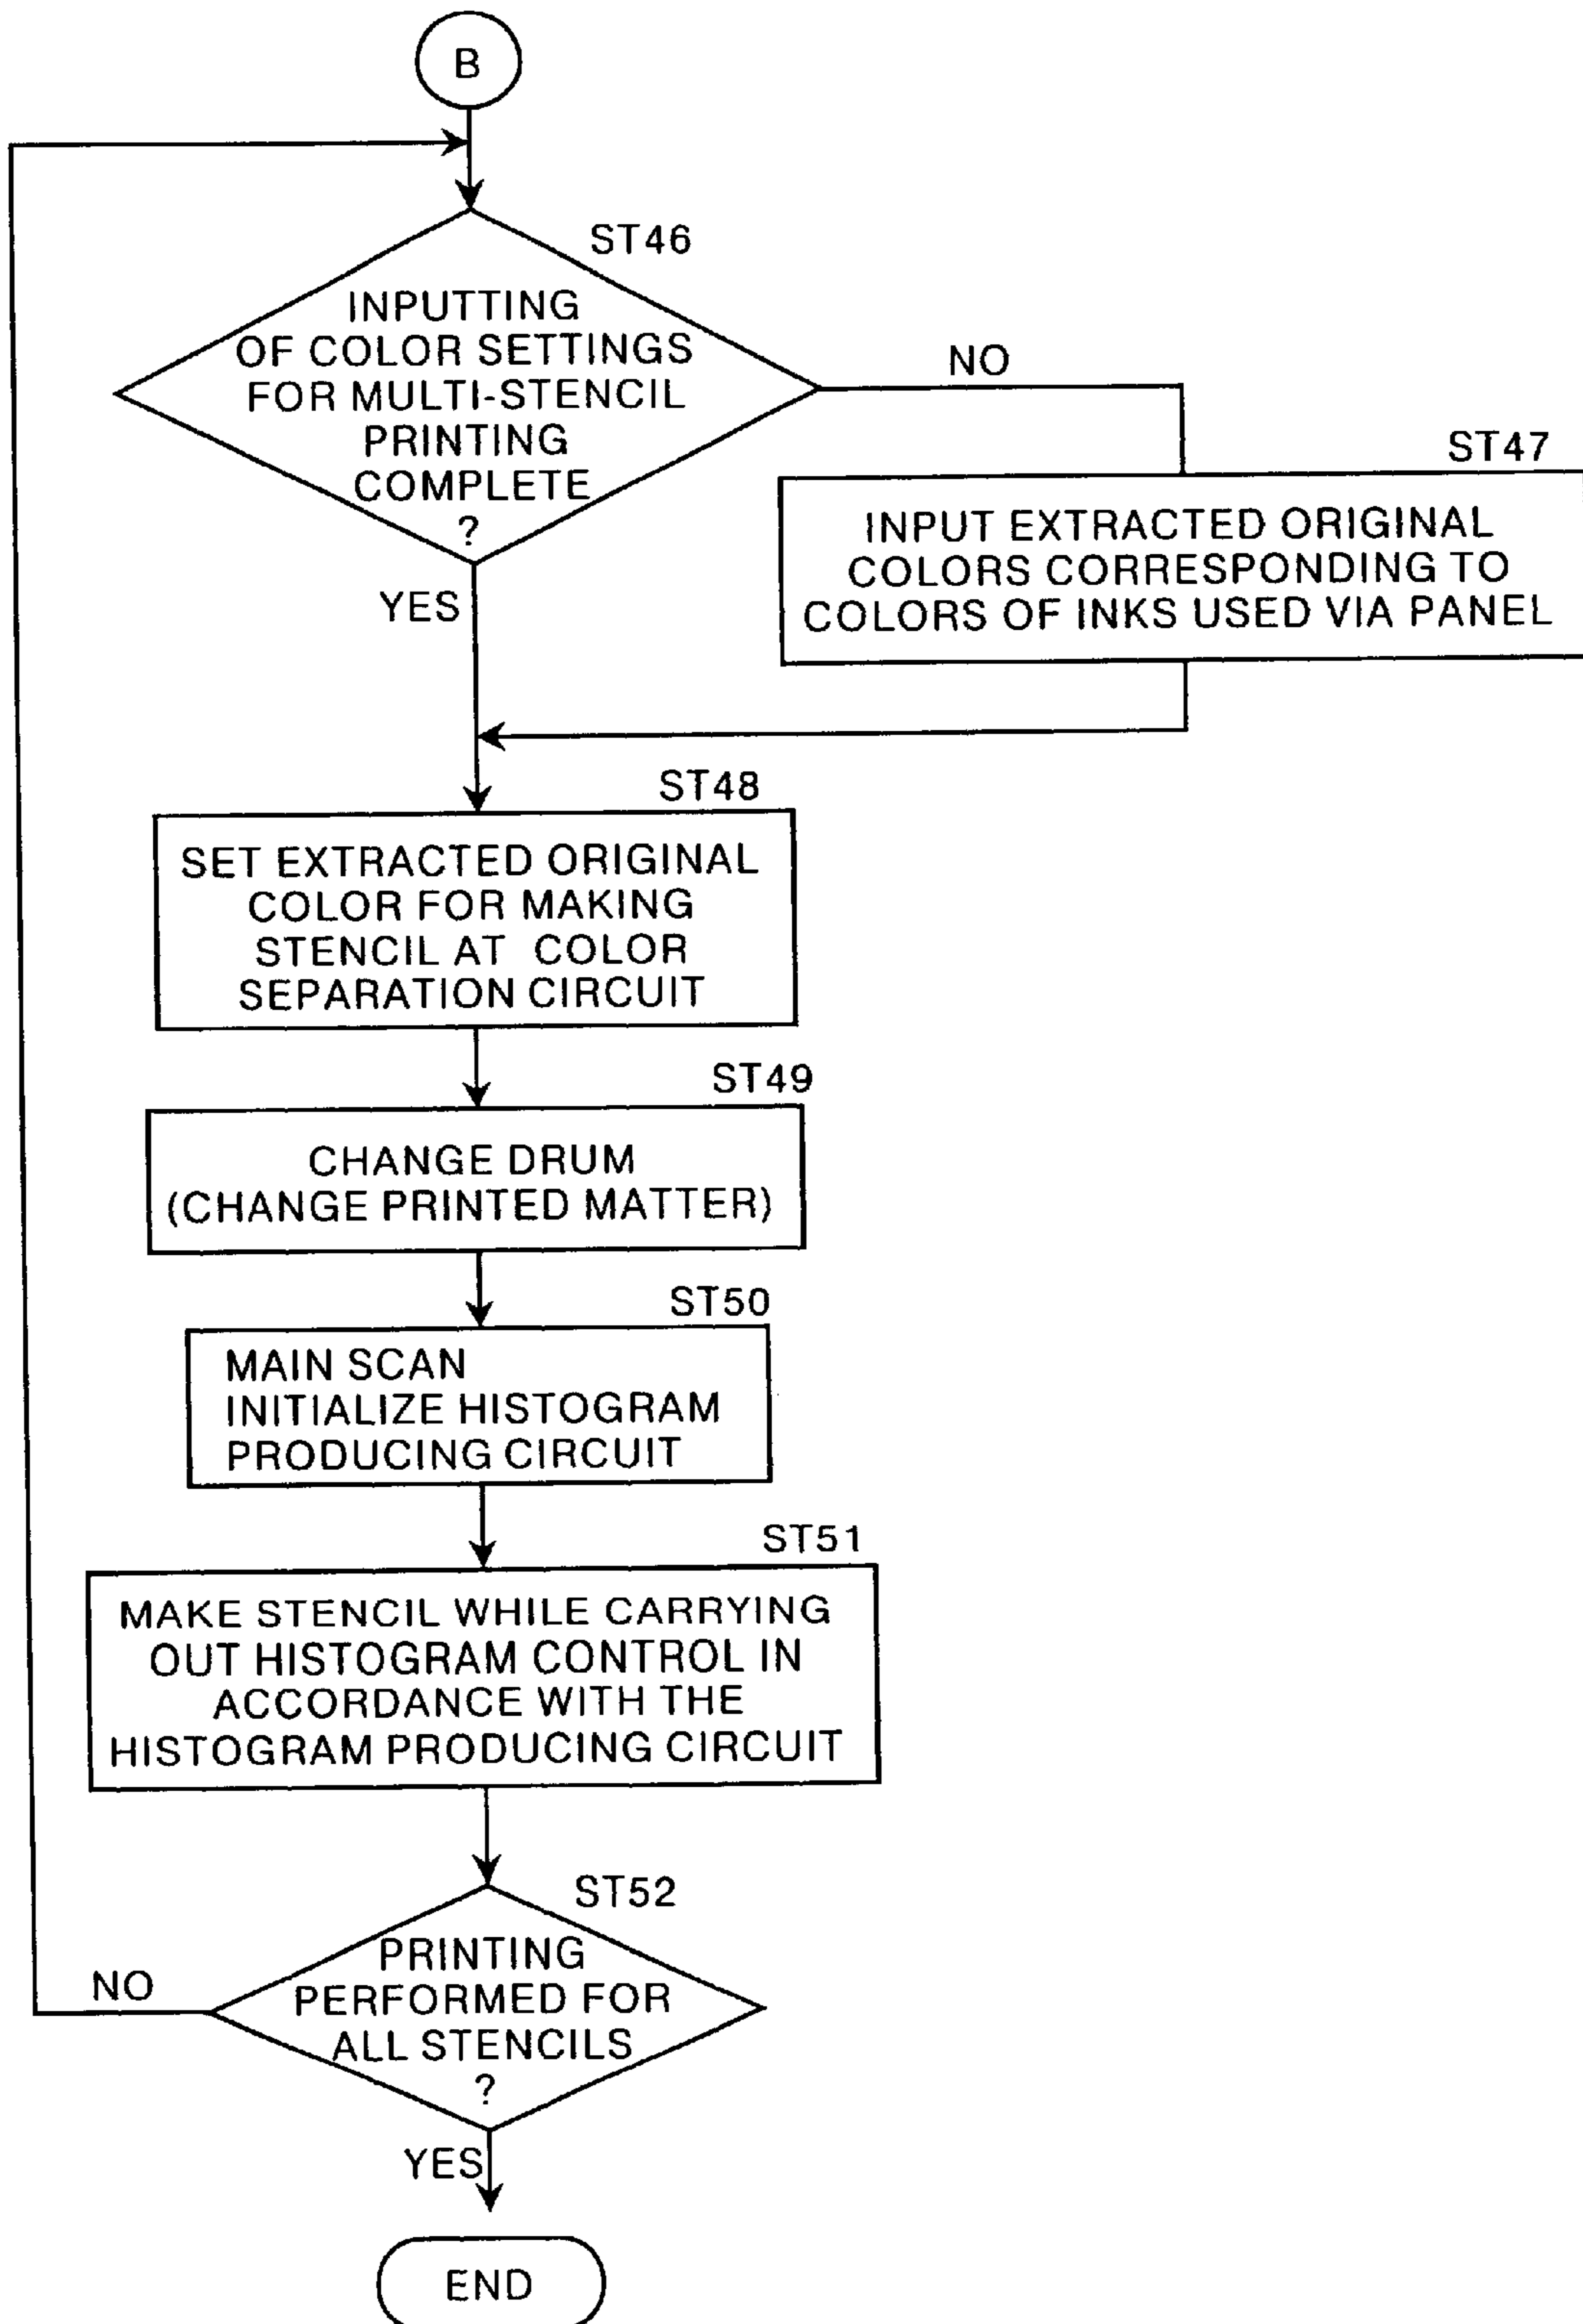 B
ST46
INPUTTING
OF COLOR SETTINGS
FOR MULTI-STENCIL
PRINTING
COMPLETE
?
NO
YES
ST47
INPUT EXTRACTED ORIGINAL
COLORS CORRESPONDING TO
COLORS OF INKS USED VIA PANEL
ST48
SET EXTRACTED ORIGINAL
COLOR FOR MAKING
STENCIL AT COLOR
SEPARATION CIRCUIT
ST49
CHANGE DRUM
(CHANGE PRINTED MATTER)
ST50
MAIN SCAN
INITIALIZE HISTOGRAM
PRODUCING CIRCUIT
ST51
MAKE STENCIL WHILE CARRYING
OUT HISTOGRAM CONTROL IN
ACCORDANCE WITH THE
HISTOGRAM PRODUCING CIRCUIT
ST52
PRINTING
PERFORMED FOR
ALL STENCILS
?
NO
YES
END